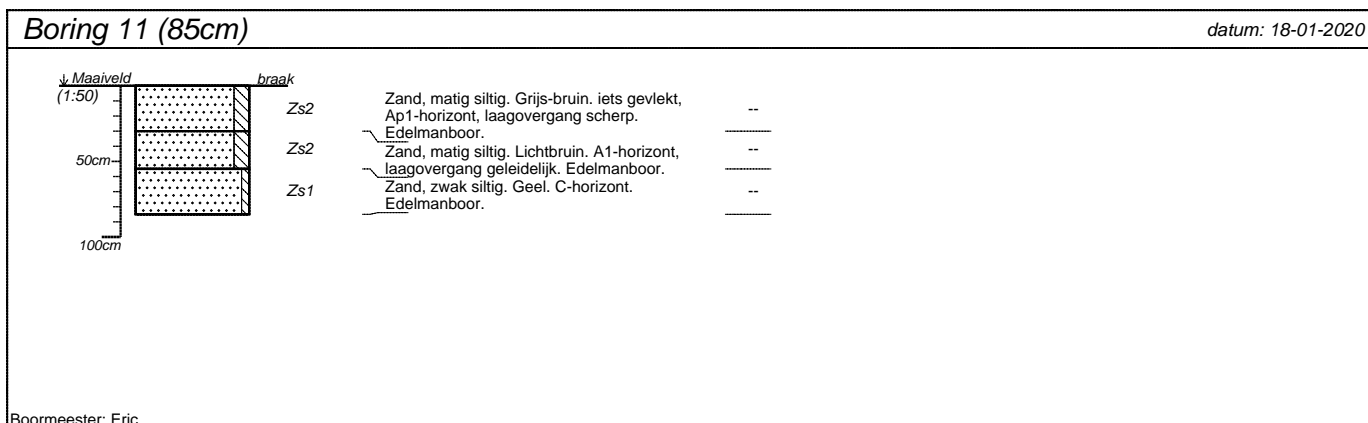 Boring 11 (85cm)
datum: 18-01-2020
Maaiveld
braak
(1:50)
Zs2
Zand, matig siltig. Grijs-bruin. iets gevlekt,
Ap1-horizont, laagovergang scherp.
Edelmanboor.
--
50cm
Zs2
Zand, matig siltig. Lichtbruin. A1-horizont,
laagovergang geleidelijk. Edelmanboor.
--
Zs1
Zand, zwak siltig. Geel. C-horizont.
Edelmanboor.
--
100cm
Boormeester: Eric